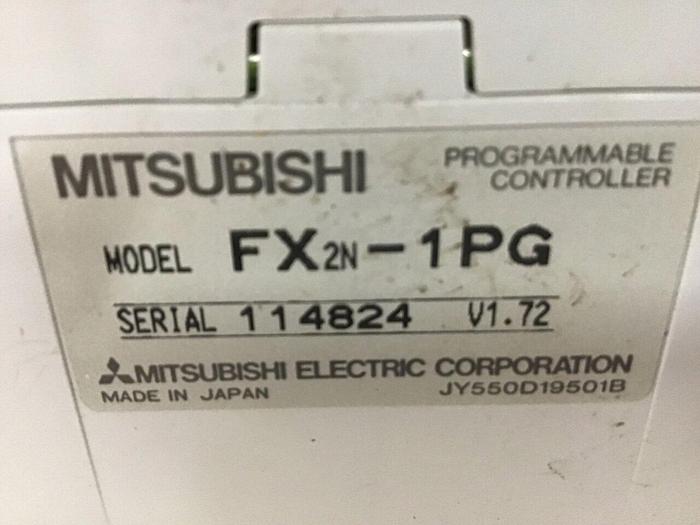 MITSUBISHI
PROGRAMMABLE
CONTROLLER
MODEL FX2N-1PG
SERIAL 114824 V1.72
MITSUBISHI ELECTRIC CORPORATION
MADE IN JAPAN JY550D19501B